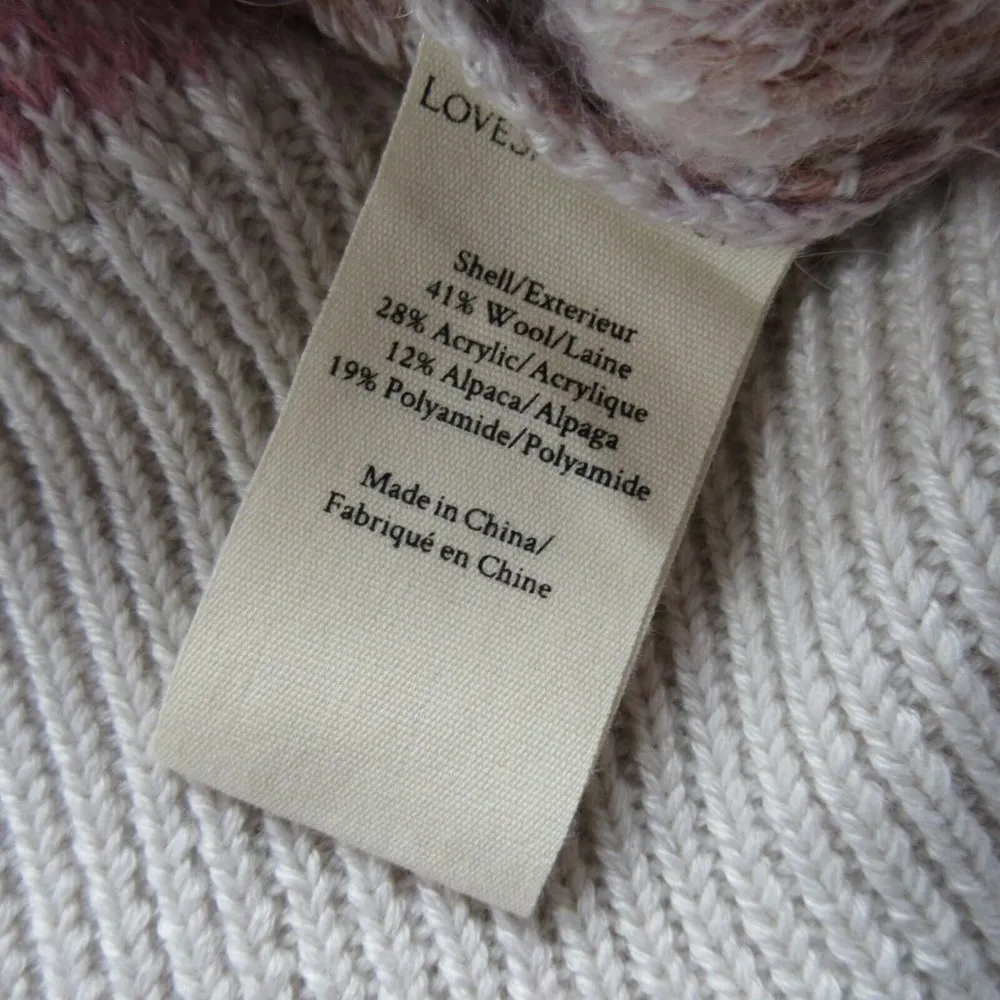 Shell/Exterieur
41% Wool/Laine
28% Acrylic/Acrylique
12% Alpaca/Alpaga
19% Polyamide/Polyamide
Made in China/
Fabriqué en Chine